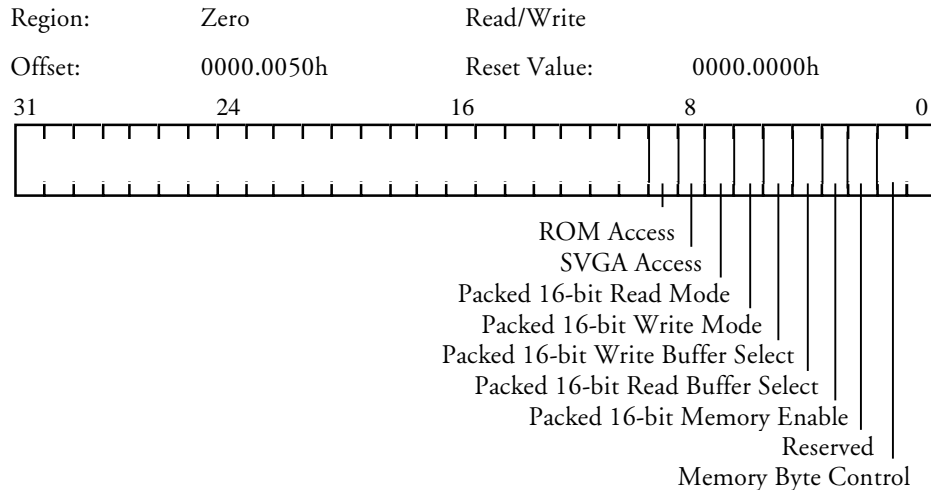 Region: Zero Read/Write
Offset: 0000.0050h Reset Value: 0000.0000h
31 24 16 8 0
ROM Access
SVGA Access
Packed 16-bit Read Mode
Packed 16-bit Write Mode
Packed 16-bit Write Buffer Select
Packed 16-bit Read Buffer Select
Packed 16-bit Memory Enable
Reserved
Memory Byte Control